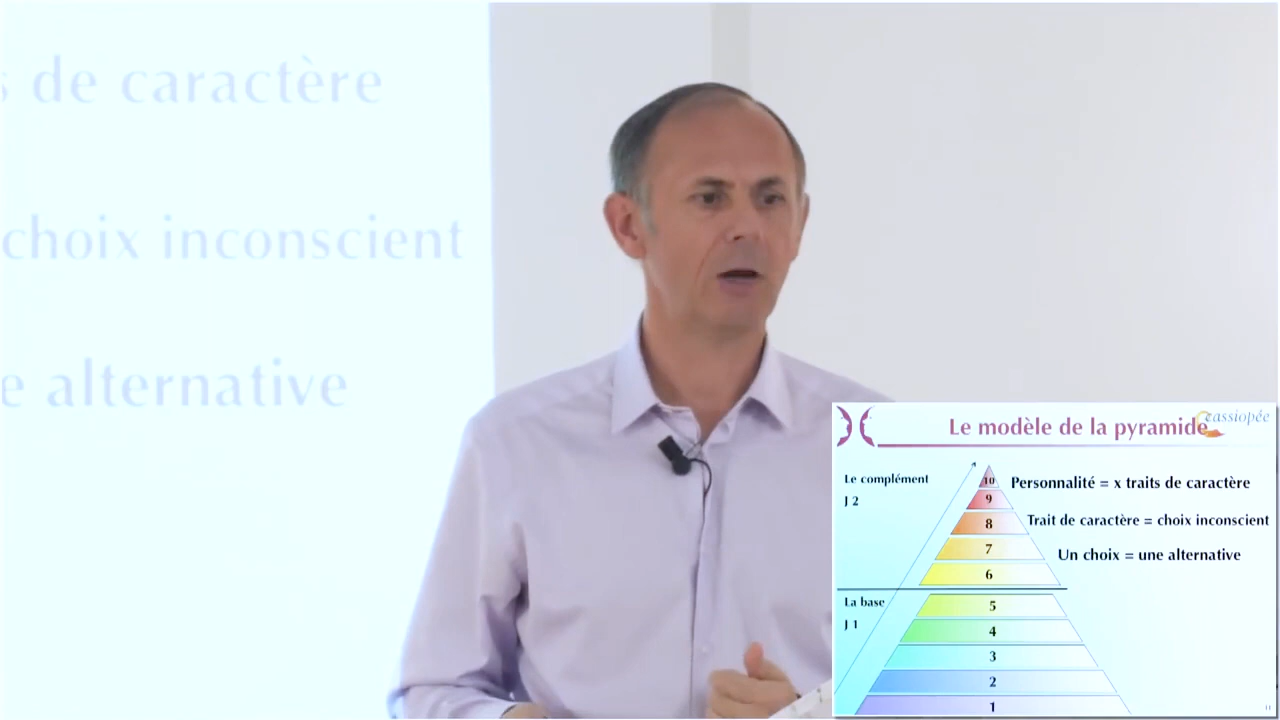 de caractère
choix inconscient
alternative
cassiopée
Le modèle de la pyramide
Le complément
J 2
10
9
8
7
6
Personnalité = x traits de caractère
Trait de caractère = choix inconscient
Un choix = une alternative
La base
J 1
5
4
3
2
1
11